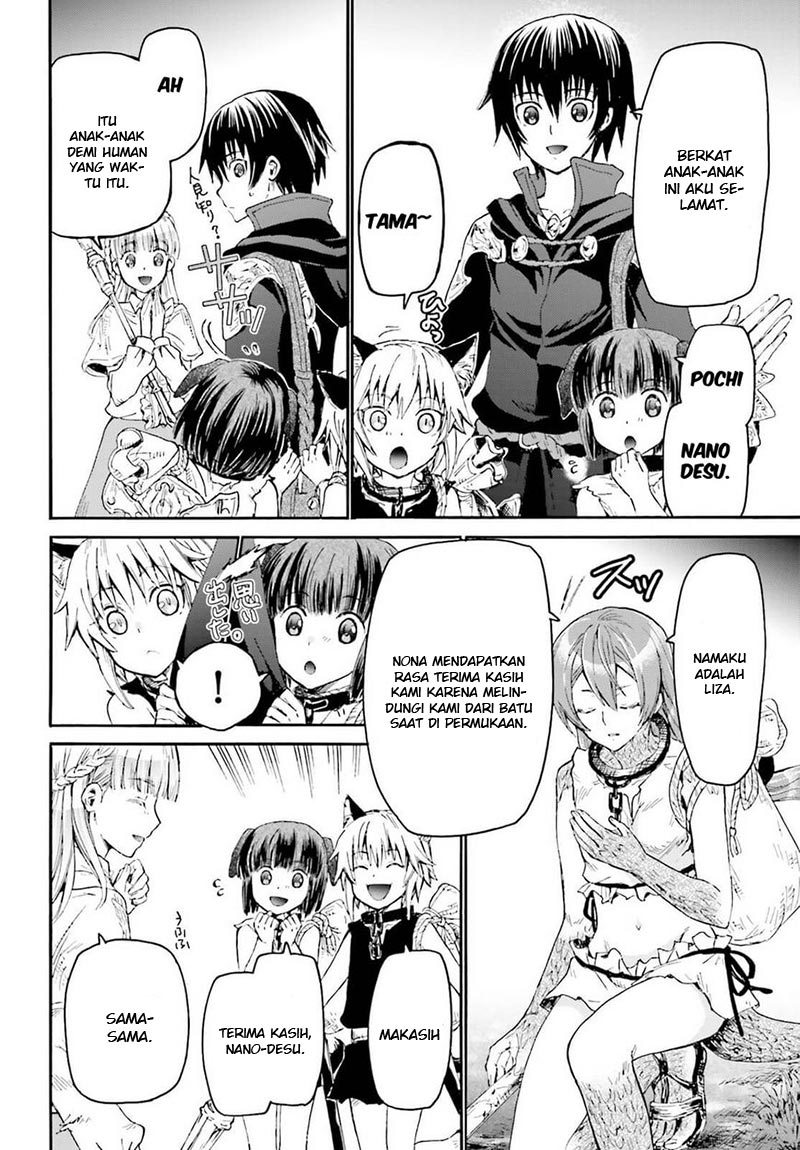 BERKAT
ANAK-ANAK
INI AKU SE-
LAMAT.
TAMA~
ひょっ
POCHI
NANO
DESU.
AH
ITU
ANAK-ANAK
DEMI HUMAN
YANG WAK-
TU ITU.
人見知り?
サササッ
スッ
NAMAKU
ADALAH
LIZA.
NONA MENDAPATKAN
RASA TERIMA KASIH
KAMI KARENA MELIN-
DUNGI KAMI DARI BATU
SAAT DI PERMUKAAN.
思い
出した。
!
MAKASIH
TERIMA KASIH,
NANO-DESU.
うふふ
SAMA-
SAMA.